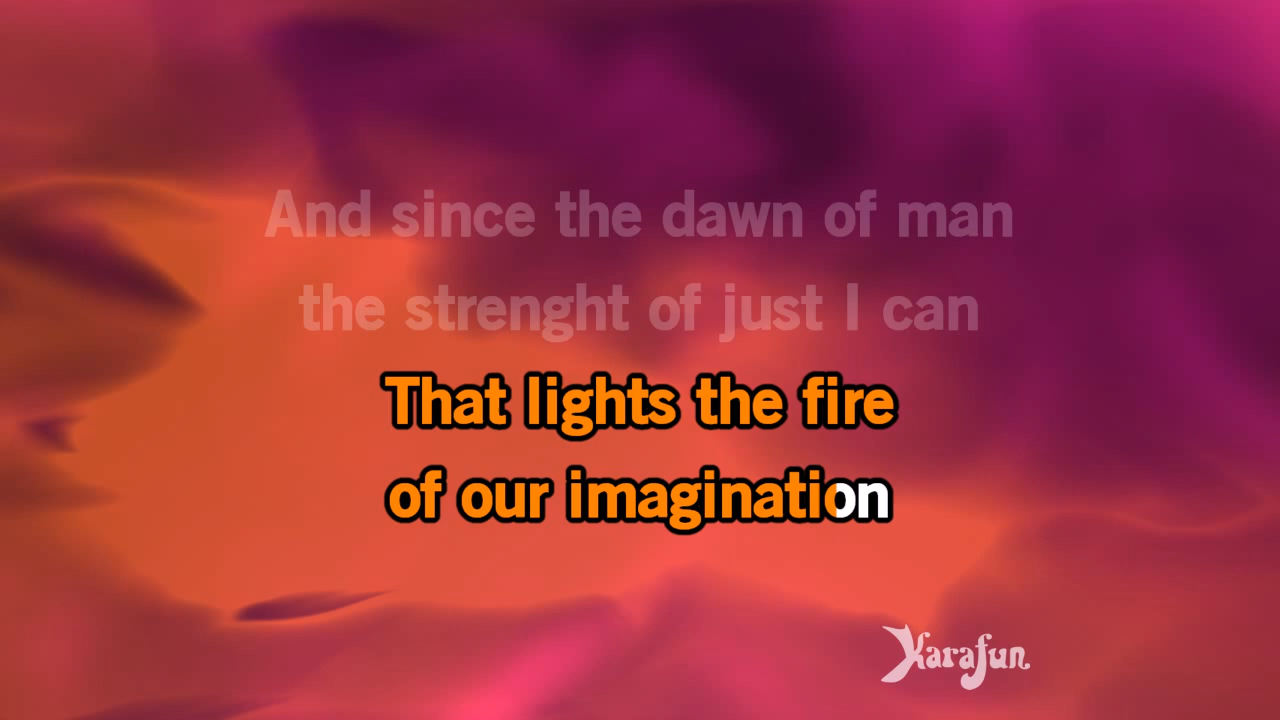 And since the dawn of man
the strenght of just I can
That lights the fire
of our imagination
Karafun